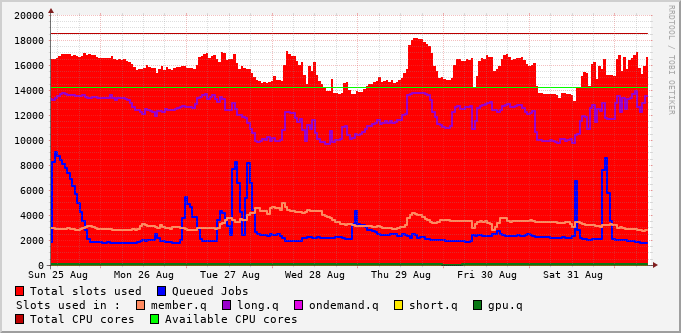 20000
18000
16000
14000
12000
10000
8000
6000
4000
2000
0
Sun 25 Aug Mon 26 Aug Tue 27 Aug Wed 28 Aug Thu 29 Aug Fri 30 Aug Sat 31 Aug
RRDTOOL / TOBI OETIKER
Total slots used Queued Jobs
Slots used in : member.q long.q ondemand.q short.q gpu.q
Total CPU cores Available CPU cores